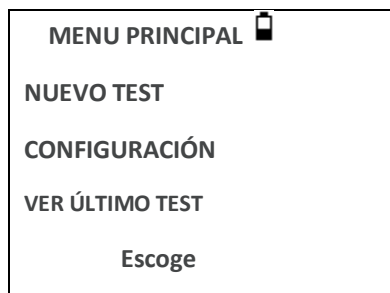 MENU PRINCIPAL
NUEVO TEST
CONFIGURACIÓN
VER ÚLTIMO TEST
Escoge